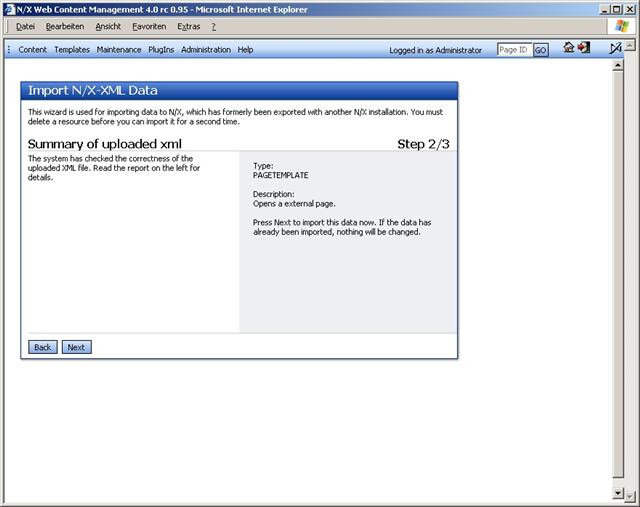 N/X Web Content Management 4.0 rc 0.95 - Microsoft Internet Explorer
Datei Bearbeiten Ansicht Favoriten Extras ?
Content Templates Maintenance PlugIns Administration Help Logged in as Administrator Page ID GO
Import N/X-XML Data
This wizard is used for importing data to N/X, which has formerly been exported with another N/X installation. You must
delete a resource before you can import it for a second time.
Summary of uploaded xml Step 2/3
The system has checked the correctness of the
uploaded XML file. Read the report on the left for
details.
Type:
PAGETEMPLATE
Description:
Opens a external page.
Press Next to import this data now. If the data has
already been imported, nothing will be changed.
Back Next